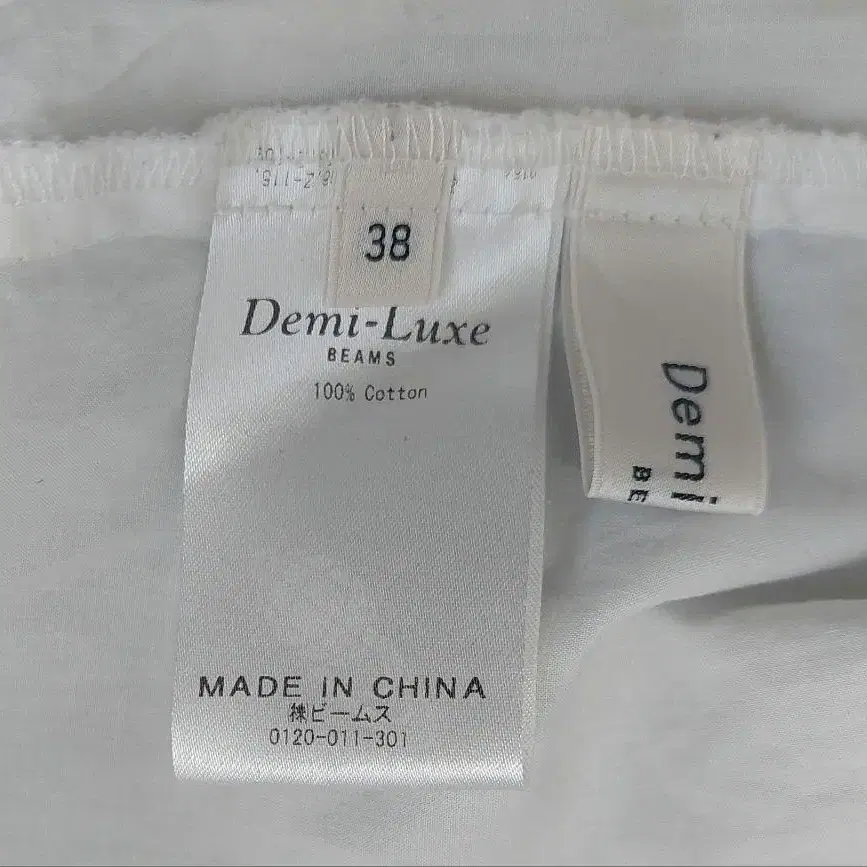 38
Demi-Luxe
BEAMS
100% Cotton
MADE IN CHINA
㈱ビームス
0120-011-301
Demi
BE